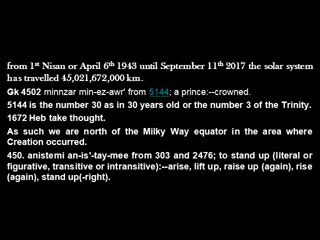 from 1st Nisan or April 6th 1943 until September 11th 2017 the solar system
has travelled 45,021,672,000 km.
Gk 4502 minnzar min-ez-awr' from 5144; a prince:--crowned.
5144 is the number 30 as in 30 years old or the number 3 of the Trinity.
1672 Heb take thought.
As such we are north of the Milky Way equator in the area where
Creation occurred.
450. anistemi an-is'-tay-mee from 303 and 2476; to stand up (literal or
figurative, transitive or intransitive):--arise, lift up, raise up (again), rise
(again), stand up(-right).